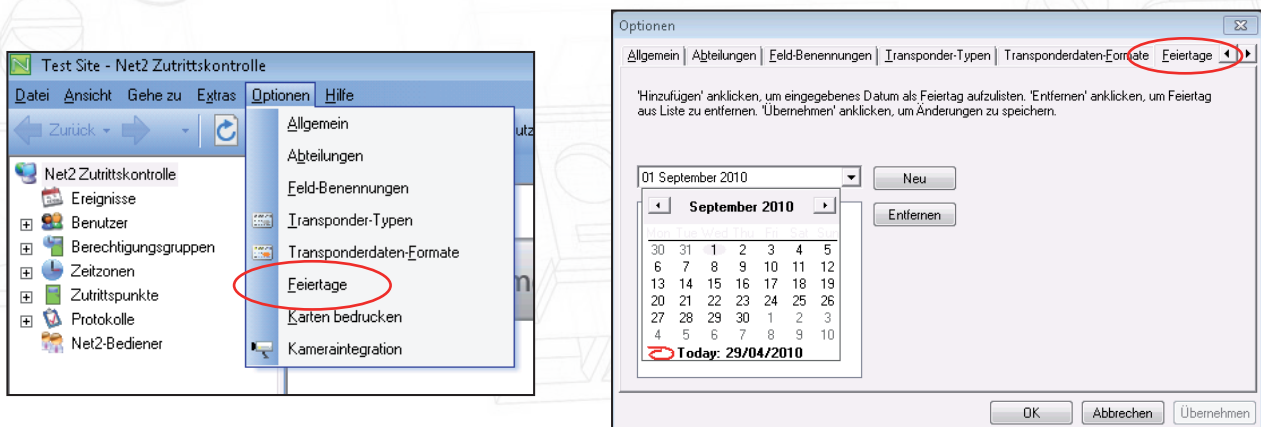 Test Site - Net2 Zutrittskontrolle
Datei Ansicht Gehe zu Extras Optionen Hilfe
Zurück
utz
Net2 Zutrittskontrolle
Ereignisse
Benutzer
Berechtigungsgruppen
Zeitzonen
Zutrittspunkte
Protokolle
Net2-Bediener
Allgemein
Abteilungen
Feld-Benennungen
Transponder-Typen
Transponderdaten-Formate
Feiertage
Karten bedrucken
Kameraintegration
Optionen
Allgemein Abteilungen Feld-Benennungen Transponder-Typen Transponderdaten-Formate Feiertage
'Hinzufügen' anklicken, um eingegebenes Datum als Feiertag aufzulisten. 'Entfernen' anklicken, um Feiertag
aus Liste zu entfernen. 'Übernehmen' anklicken, um Änderungen zu speichern.
01 September 2010
Neu
Entfernen
September 2010
Mon Tue Wed Thu Fri Sat Sun
30 31 1 2 3 4 5
6 7 8 9 10 11 12
13 14 15 16 17 18 19
20 21 22 23 24 25 26
27 28 29 30 1 2 3
4 5 6 7 8 9 10
Today: 29/04/2010
OK Abbrechen Übernehmen